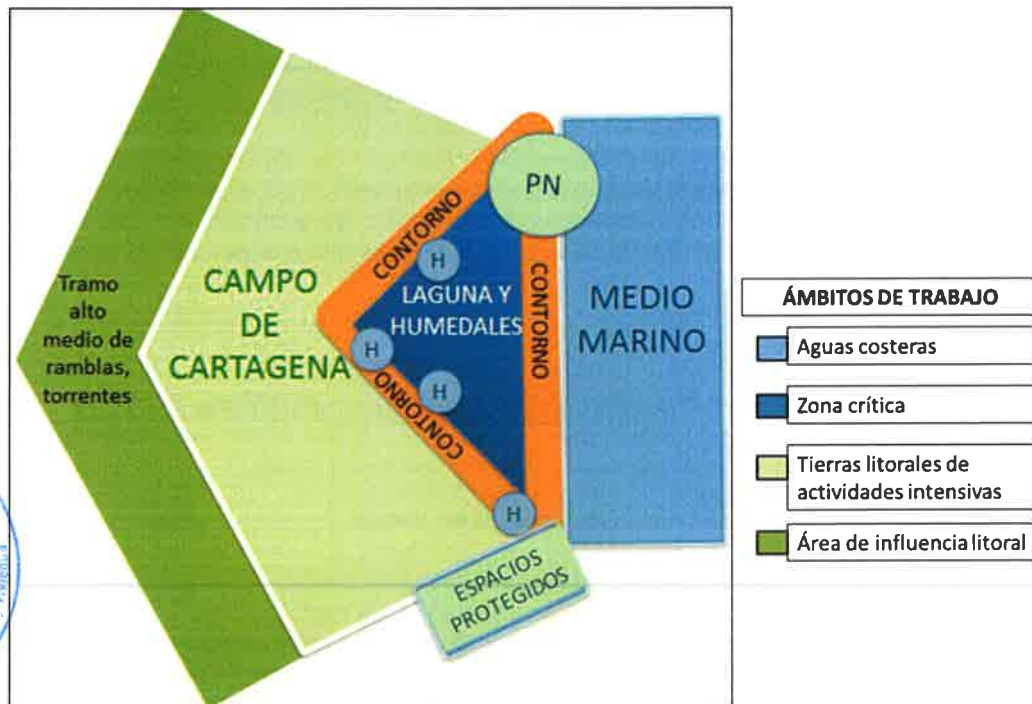 PN
CONTORNO
H
LAGUNA Y
HUMEDALES
CONTORNO
MEDIO
MARINO
CAMPO
DE
CARTAGENA
Tramo
alto
medio de
ramblas,
torrentes
H
H
CONTORNO
H
ESPACIOS
PROTEGIDOS
ÁMBITOS DE TRABAJO
Aguas costeras
Zona crítica
Tierras litorales de
actividades intensivas
Área de influencia litoral